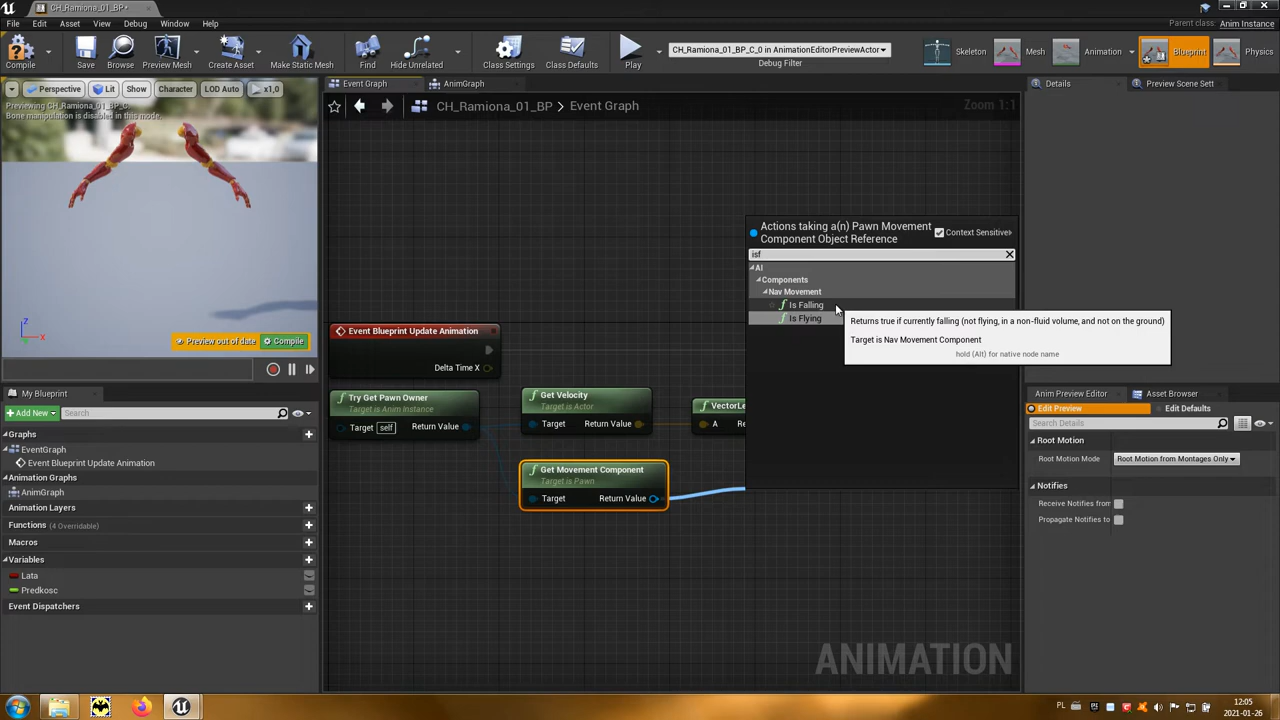 CH_Ramiona_01_BP*
File Edit Asset View Debug Window Help
Parent class: Anim Instance
Compile
Save
Browse
Preview Mesh
Create Asset
Make Static Mesh
Find
Hide Unrelated
Class Settings
Class Defaults
Play
CH_Ramiona_01_BP_C_0 in AnimationEditorPreviewActor
Debug Filter
Skeleton
Mesh
Animation
Blueprint
Physics
Perspective Lit Show Character LOD Auto x1,0
Previewing CH_Ramiona_01_BP_C.
Bone manipulation is disabled in this mode.
Z
X
Preview out of date Compile
Event Graph
AnimGraph
CH_Ramiona_01_BP > Event Graph
Zoom 1:1
Event Blueprint Update Animation
Delta Time X
Try Get Pawn Owner
Target is Anim Instance
Target self Return Value
Get Velocity
Target is Actor
Target Return Value
VectorLe
A Re
Get Movement Component
Target is Pawn
Target Return Value
Actions taking a(n) Pawn Movement
Component Object Reference
Context Sensitive
isf
AI
Components
Nav Movement
Is Falling
Is Flying
Returns true if currently falling (not flying, in a non-fluid volume, and not on the ground)
Target is Nav Movement Component
hold (Alt) for native node name
ANIMATION
My Blueprint
Add New Search
Graphs
EventGraph
Event Blueprint Update Animation
Animation Graphs
AnimGraph
Animation Layers
Functions (4 Overridable)
Macros
Variables
Lata
Predkosc
Event Dispatchers
Details
Preview Scene Sett
Anim Preview Editor
Asset Browser
Edit Preview
Edit Defaults
Search Details
Root Motion
Root Motion Mode Root Motion from Montages Only
Notifies
Receive Notifies from
Propagate Notifies to
PL
12:05
2021-01-26